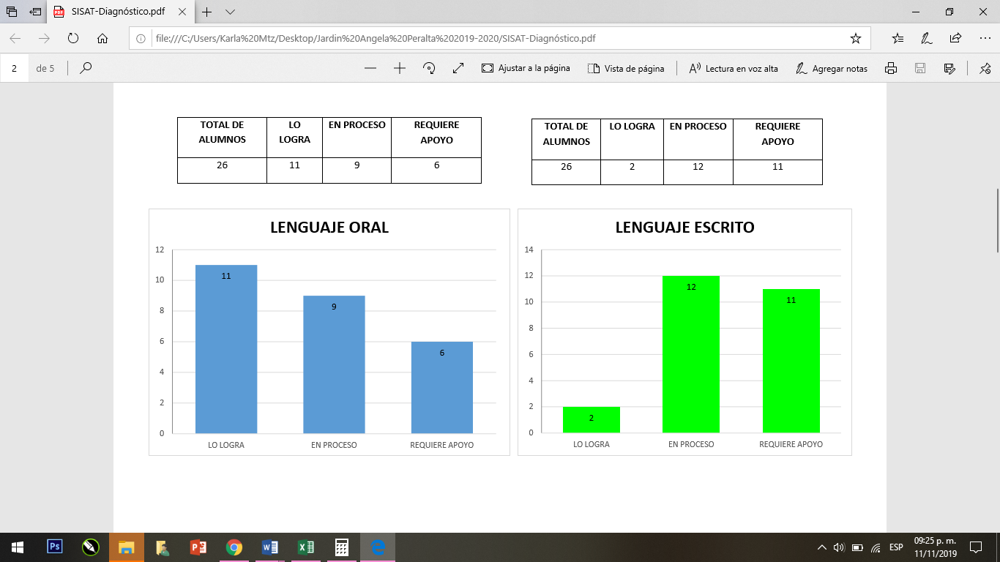 SISAT-Diagnóstico.pdf
file:///C:/Users/Karla%20Mtz/Desktop/Jardin%20Angela%20Peralta%202019-2020/SISAT-Diagnóstico.pdf
2 de 5 Ajustar a la página Vista de página Lectura en voz alta Agregar notas
TOTAL DE ALUMNOS LO LOGRA EN PROCESO REQUIERE APOYO
26 11 9 6
TOTAL DE ALUMNOS LO LOGRA EN PROCESO REQUIERE APOYO
26 2 12 11
LENGUAJE ORAL
12
10
8
6
4
2
0
11
9
6
LO LOGRA EN PROCESO REQUIERE APOYO
LENGUAJE ESCRITO
14
12
10
8
6
4
2
0
2
12
11
LO LOGRA EN PROCESO REQUIERE APOYO
Ps
ESP
09:25 p. m.
11/11/2019